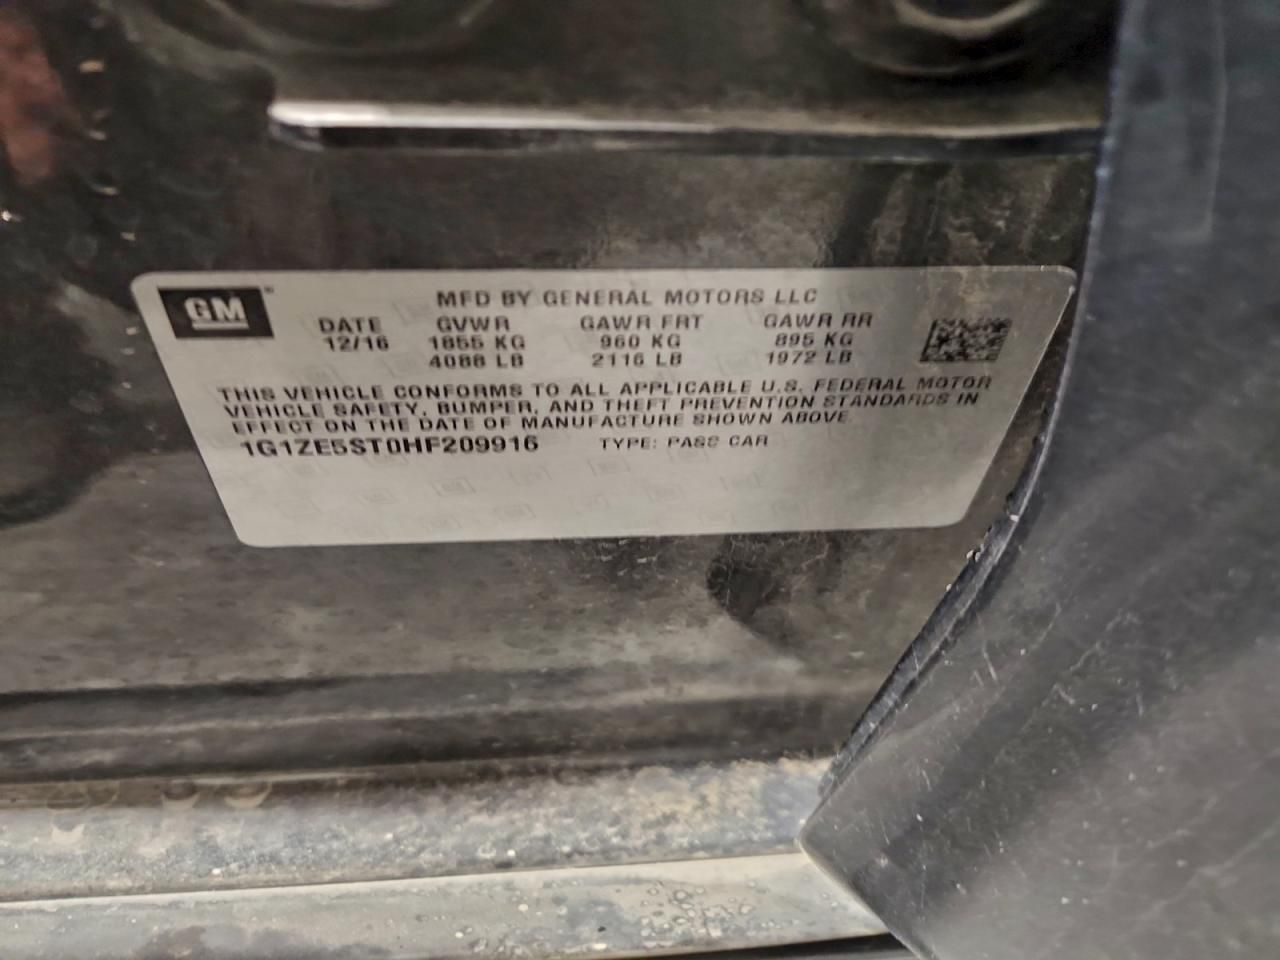 GM
MFD BY GENERAL MOTORS LLC
DATE GVWR GAWR FRT GAWR RR
12/16 1855 KG 960 KG 895 KG
4088 LB 2116 LB 1972 LB
THIS VEHICLE CONFORMS TO ALL APPLICABLE U.S. FEDERAL MOTOR
VEHICLE SAFETY, BUMPER, AND THEFT PREVENTION STANDARDS IN
EFFECT ON THE DATE OF MANUFACTURE SHOWN ABOVE.
1G1ZE5ST0HF209916 TYPE: PASS CAR